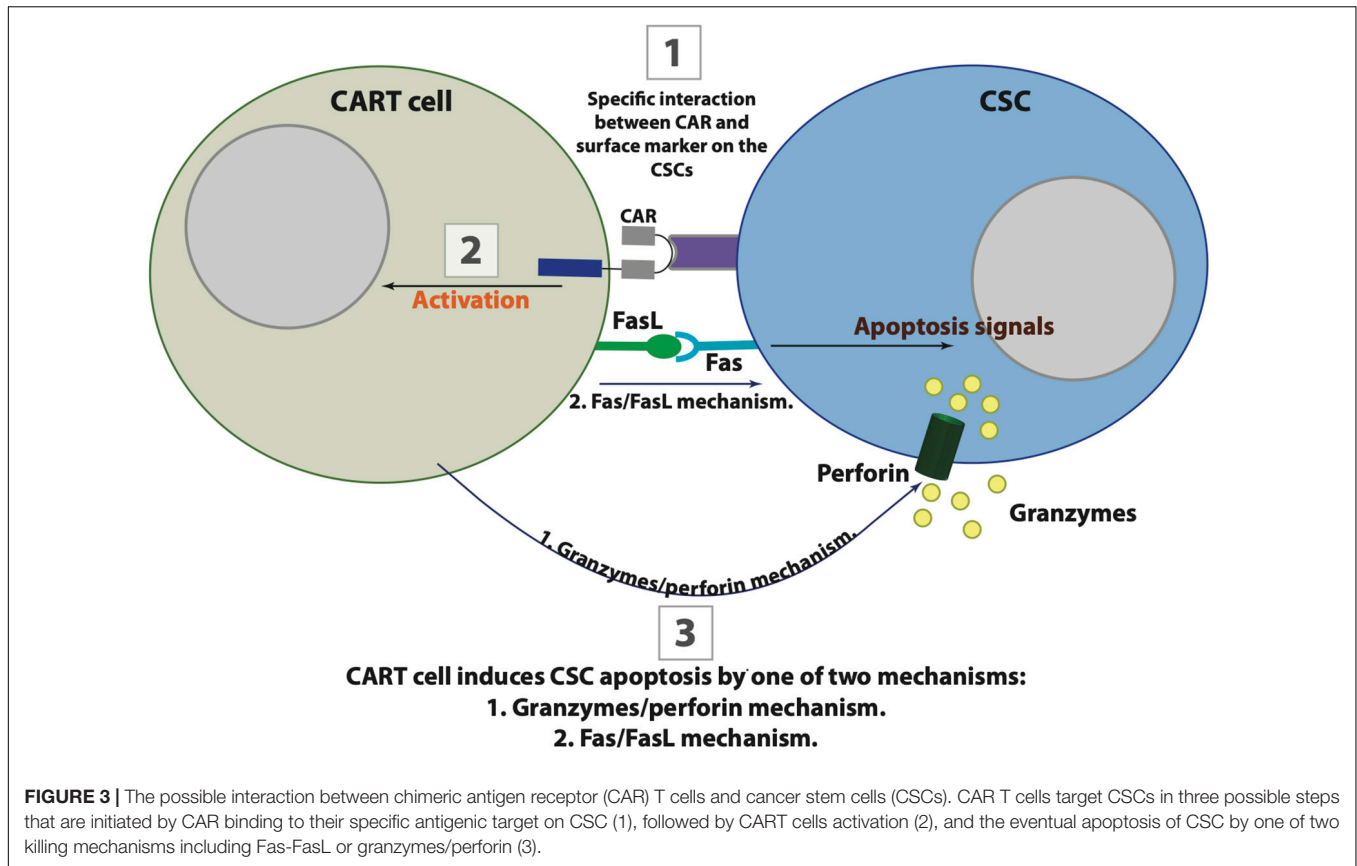 1
Specific interaction
between CAR and
surface marker on the
CSCs
CART cell
CSC
CAR
2
Activation
FasL
Fas
Apoptosis signals
2. Fas/FasL mechanism.
Perforin
Granzymes
1. Granzymes/perforin mechanism.
3
CART cell induces CSC apoptosis by one of two mechanisms:
1. Granzymes/perforin mechanism.
2. Fas/FasL mechanism.
FIGURE 3 | The possible interaction between chimeric antigen receptor (CAR) T cells and cancer stem cells (CSCs). CAR T cells target CSCs in three possible steps
that are initiated by CAR binding to their specific antigenic target on CSC (1), followed by CART cells activation (2), and the eventual apoptosis of CSC by one of two
killing mechanisms including Fas-FasL or granzymes/perforin (3).